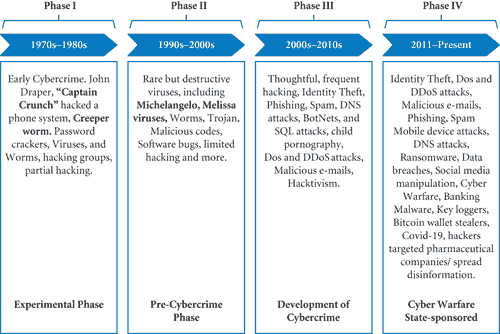 Phase I
1970s–1980s
Early Cybercrime. John
Draper, “Captain
Crunch” hacked a
phone system, Creeper
worm. Password
crackers, Viruses, and
Worms, hacking groups,
partial hacking.
Experimental Phase
Phase II
1990s–2000s
Rare but destructive
viruses, including
Michelangelo, Melissa
viruses, Worms, Trojan,
Malicious codes,
Software bugs, limited
hacking and more.
Pre-Cybercrime
Phase
Phase III
2000s–2010s
Thoughtful, frequent
hacking, Identity Theft,
Phishing, Spam, DNS
attacks, BotNets, and
SQL attacks, child
pornography,
Dos and DDoS attacks,
Malicious e-mails,
Hacktivism.
Development of
Cybercrime
Phase IV
2011–Present
Identity Theft, Dos and
DDoS attacks,
Malicious e-mails,
Phishing, Spam
Mobile device attacks,
DNS attacks,
Ransomware, Data
breaches, Social media
manipulation, Cyber
Warfare, Banking
Malware, Key loggers,
Bitcoin wallet stealers,
Covid-19, hackers
targeted pharmaceutical
companies/ spread
disinformation.
Cyber Warfare
State-sponsored